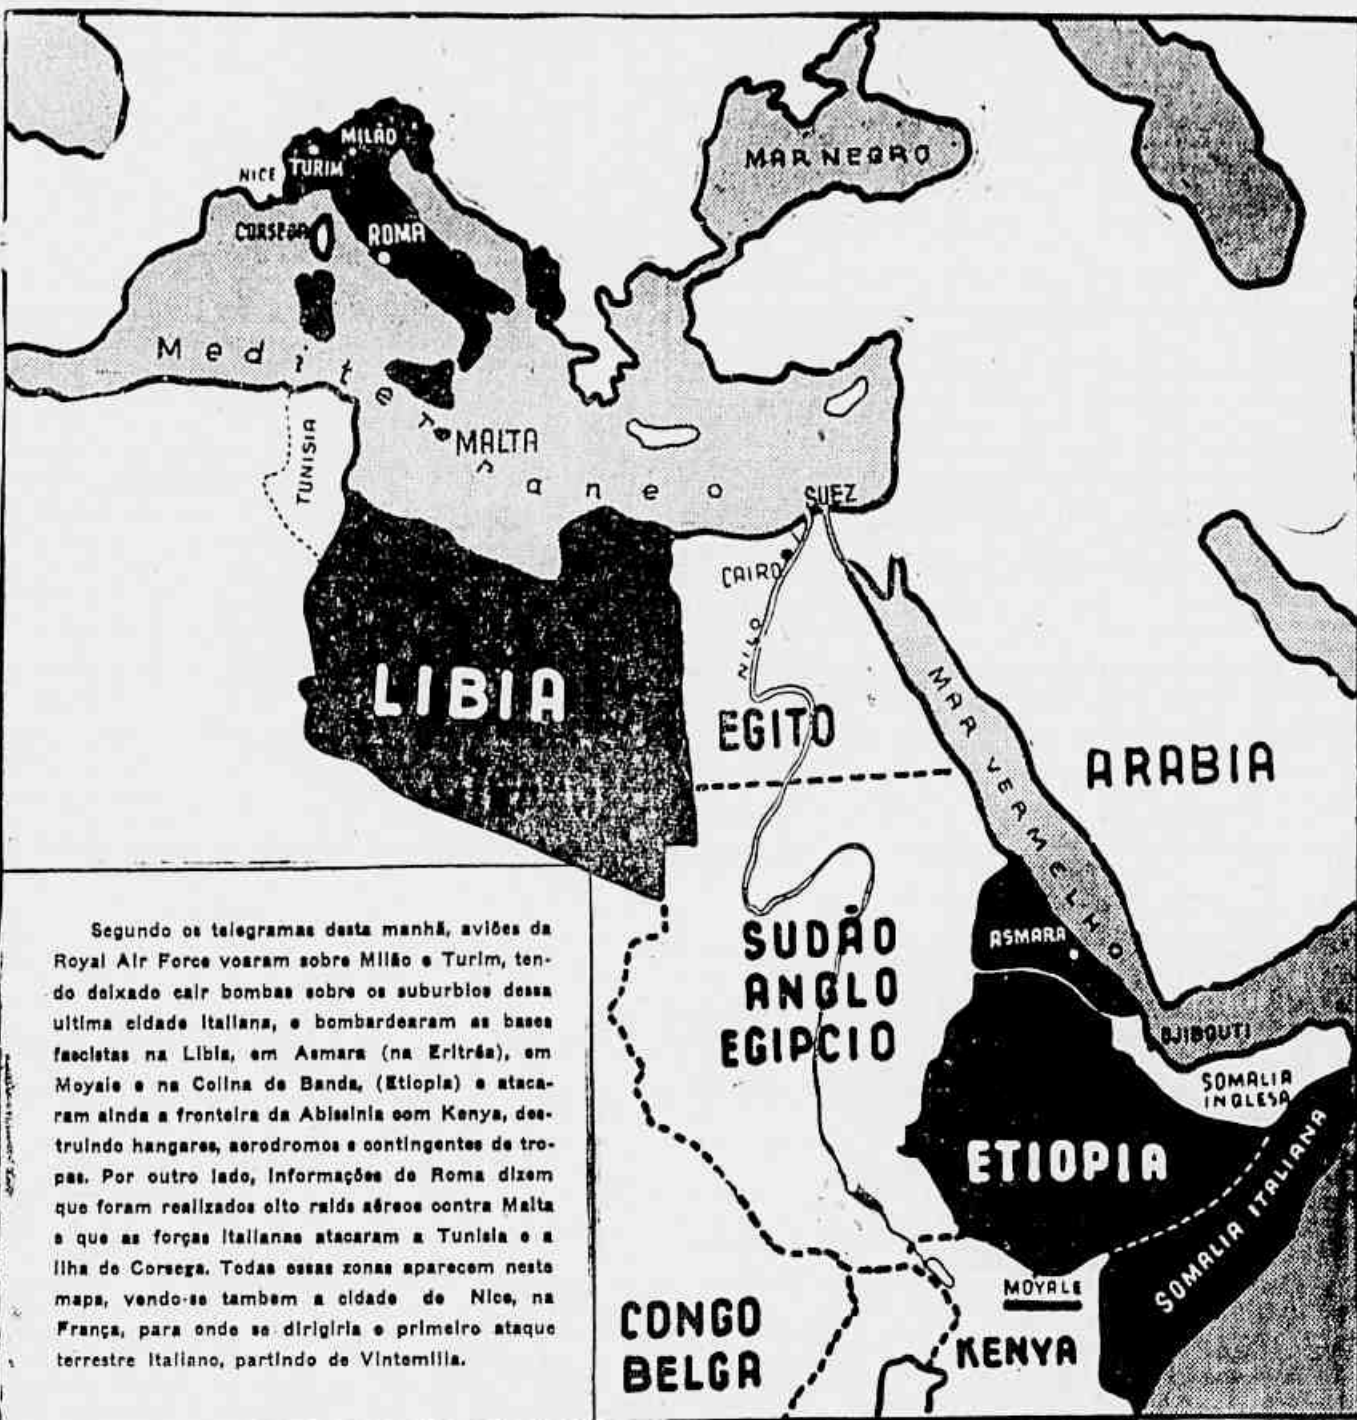 MAR NEGRO
MILÃO
TURIM
NICE
CORSEGA
ROMA
Mediterraneo
MALTA
TUNISIA
SUEZ
CAIRO
NILO
LIBIA
EGITO
MAR VERMELHO
ARABIA
SUDÃO
ANGLO
EGIPCIO
ASMARA
DJIBOUTI
SOMALIA
INGLESA
ETIOPIA
SOMALIA ITALIANA
MOYALE
CONGO
BELGA
KENYA
Segundo os telegramas desta manhã, aviões da
Royal Air Force voaram sobre Milão e Turim, ten-
do deixado cair bombas sobre os suburbios dessa
ultima cidade italiana, e bombardearam as bases
fascistas na Libia, em Asmara (na Eritréa), em
Moyale e na Colina de Banda, (Etiopia) e ataca-
ram ainda a fronteira da Abissinia com Kenya, des-
truindo hangares, aerodromos e contingentes de tro-
pas. Por outro lado, informações de Roma dizem
que foram realizados oito raids aéreos contra Malta
e que as forças italianas atacaram a Tunisia e a
ilha de Corsega. Todas essas zonas aparecem neste
mapa, vendo-se tambem a cidade de Nice, na
França, para onde se dirigiria o primeiro ataque
terrestre italiano, partindo de Vintemilia.